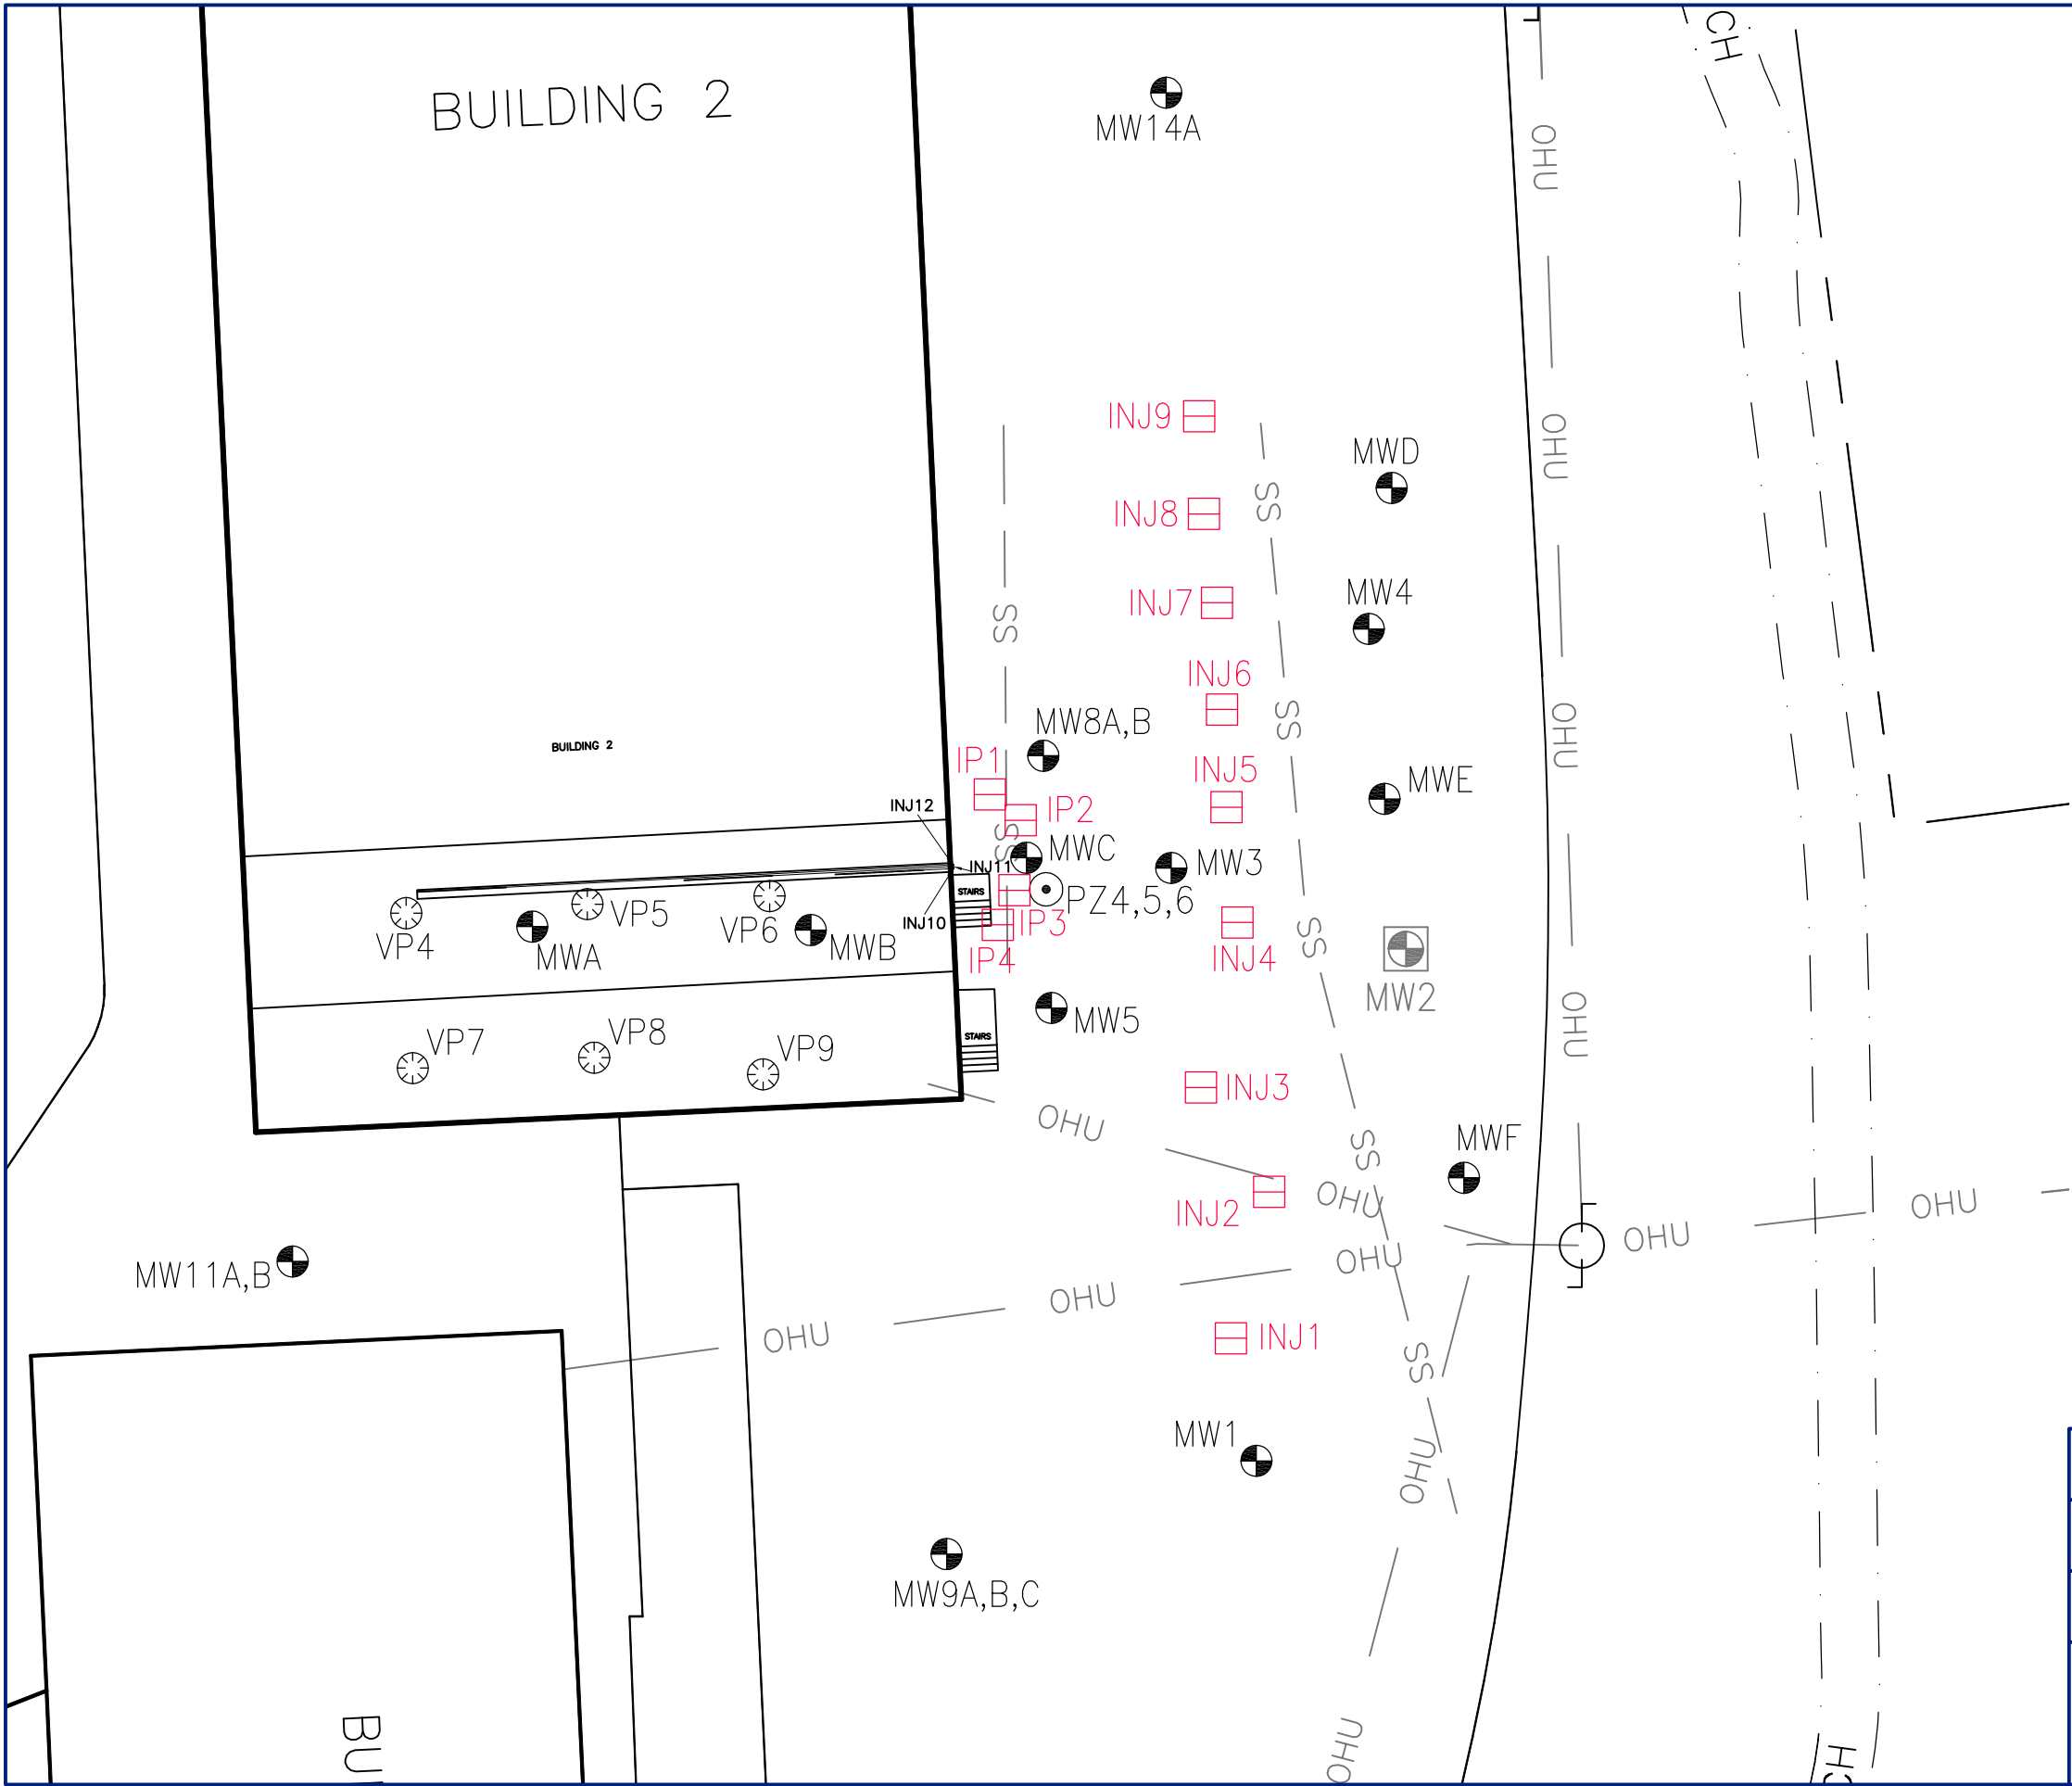 BUILDING 2
MW14A
CH
OHU
INJ9
MWD
OHU
SS
INJ8
INJ7
MW4
SS
INJ6
SS
OHU
MW8A,B
BUILDING 2
IP1
INJ5
MWE
INJ12
IP2
SS
MWC
MW3
INJ11
STAIRS
PZ4,5,6
VP4
VP5
VP6
MWA
MWB
INJ10
IP3
IP4
INJ4
SS
MW2
MW5
OHU
VP7
VP8
VP9
STAIRS
INJ3
OHU
SS
MWF
INJ2
OHU
OHU
OHU
OHU
MW11A,B
OHU
OHU
INJ1
SS
MW1
OHU
MW9A,B,C
OHU
BUI
CH